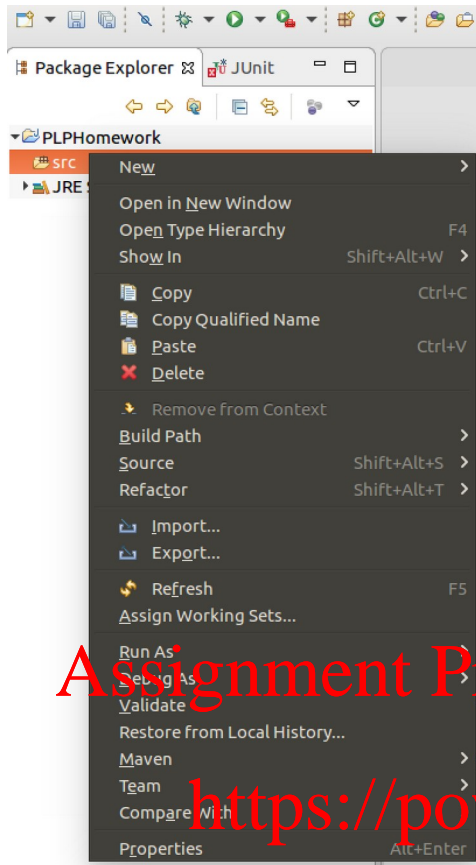 Package Explorer
JUnit
PLPHomework
src
JRE
New
Open in New Window
Open Type Hierarchy F4
Show In Shift+Alt+W
Copy Ctrl+C
Copy Qualified Name
Paste Ctrl+V
Delete
Remove from Context
Build Path
Source Shift+Alt+S
Refactor Shift+Alt+T
Import...
Export...
Refresh F5
Assign Working Sets...
Run As
Debug As
Assignment P
Validate
Restore from Local History...
Maven
Team
https://po
Compare With
Properties Alt+Enter